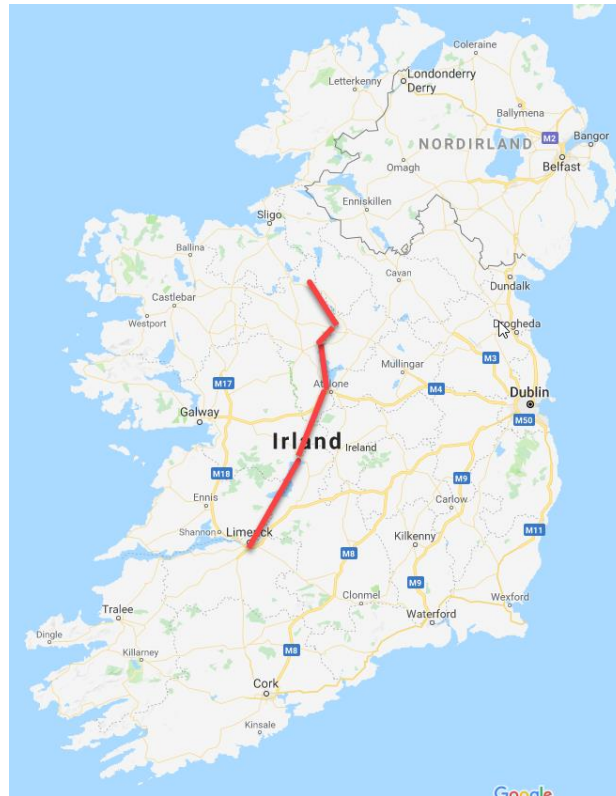 Coleraine
Londonderry
Derry
Letterkenny
Ballymena
M2
Bangor
NORDIRLAND
Belfast
Omagh
Enniskillen
Sligo
Ballina
Cavan
Dundalk
Castlebar
Westport
Drogheda
M3
Mullingar
M17
Athlone
M4
Dublin
Galway
M50
Irland
Ireland
M18
M9
Ennis
Carlow
Shannon
Limerick
M11
M8
Kilkenny
M9
Clonmel
Wexford
Tralee
Waterford
Dingle
Killarney
M8
Cork
Kinsale
Google